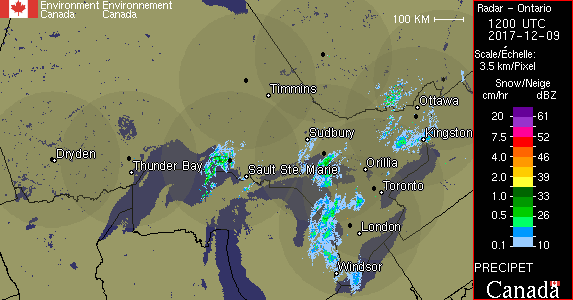 Environment Environnement
Canada Canada
100 KM
Timmins
Ottawa
Sudbury
Kingston
Dryden
Thunder Bay
Sault Ste. Marie
Orillia
Toronto
London
Windsor
Radar - Ontario
1200 UTC
2017-12-09
Scale/Échelle:
3.5 km/Pixel
Snow/Neige
cm/hr dBZ
20 61
7.5 52
4.0 46
2.0 39
1.0 33
0.5 26
0.1 10
PRECIPET
Canada